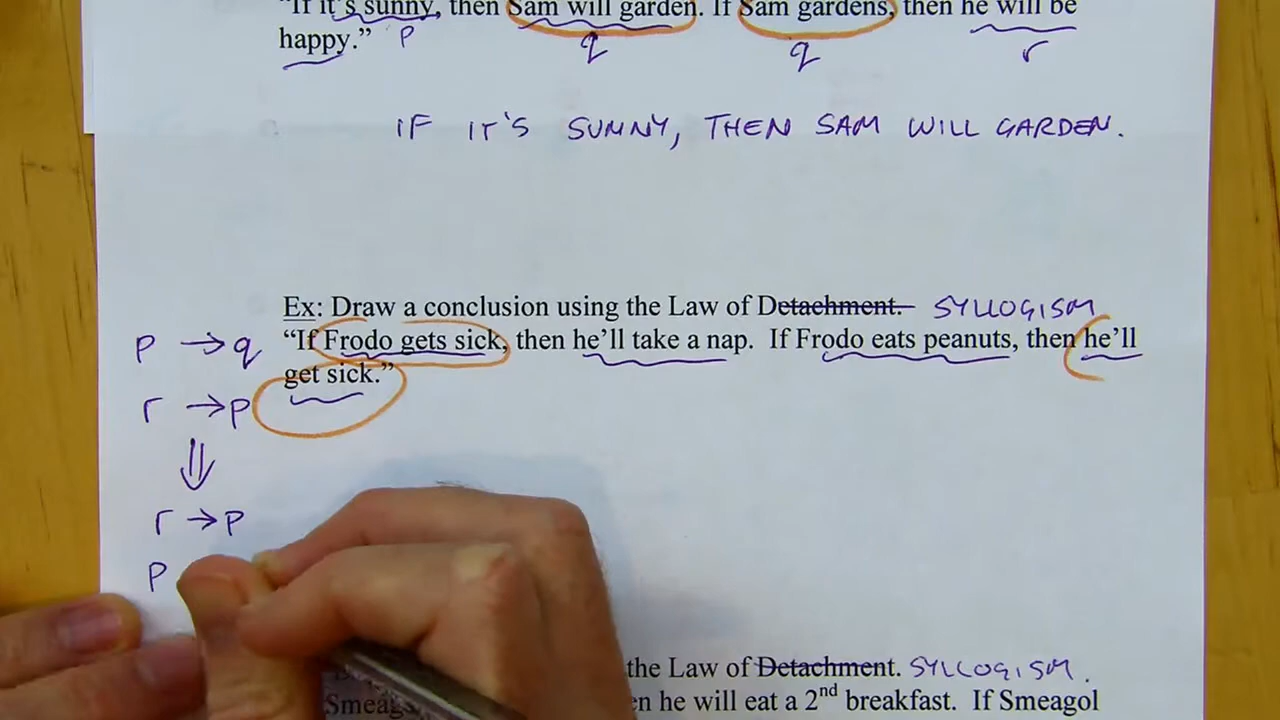 "If it's sunny, then Sam will garden. If Sam gardens, then he will be
happy."
p q q r
IF IT'S SUNNY, THEN SAM WILL GARDEN.
Ex: Draw a conclusion using the Law of Detachment. SYLLOGISM
"If Frodo gets sick, then he'll take a nap. If Frodo eats peanuts, then he'll
get sick."
p → q
r → p
⇓
r → p
p
the Law of Detachment. SYLLOGISM.
he will eat a 2nd breakfast. If Smeagol